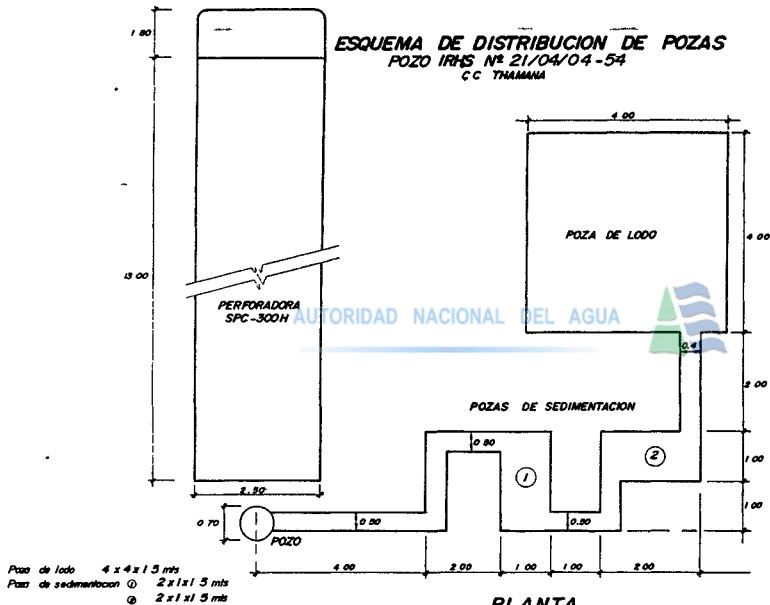 ESQUEMA DE DISTRIBUCION DE POZAS
POZO IRHS Nº 21/04/04-54
CC THAMANA
1 80
4 00
POZA DE LODO
4 00
13 00
PERFORADORA
SPC-300H
AUTORIDAD NACIONAL DEL AGUA
0.4
2 00
POZAS DE SEDIMENTACION
0 80
1
2
1 00
2.50
1 00
0 70
0 80
0.80
POZO
4 00
2 00
1 00
1 00
2 00
Poza de lodo 4 x 4 x 1 5 mts
Poza de sedimentacion 1 2 x 1 x 1 5 mts
2 2 x 1 x 1 5 mts
PLANTA